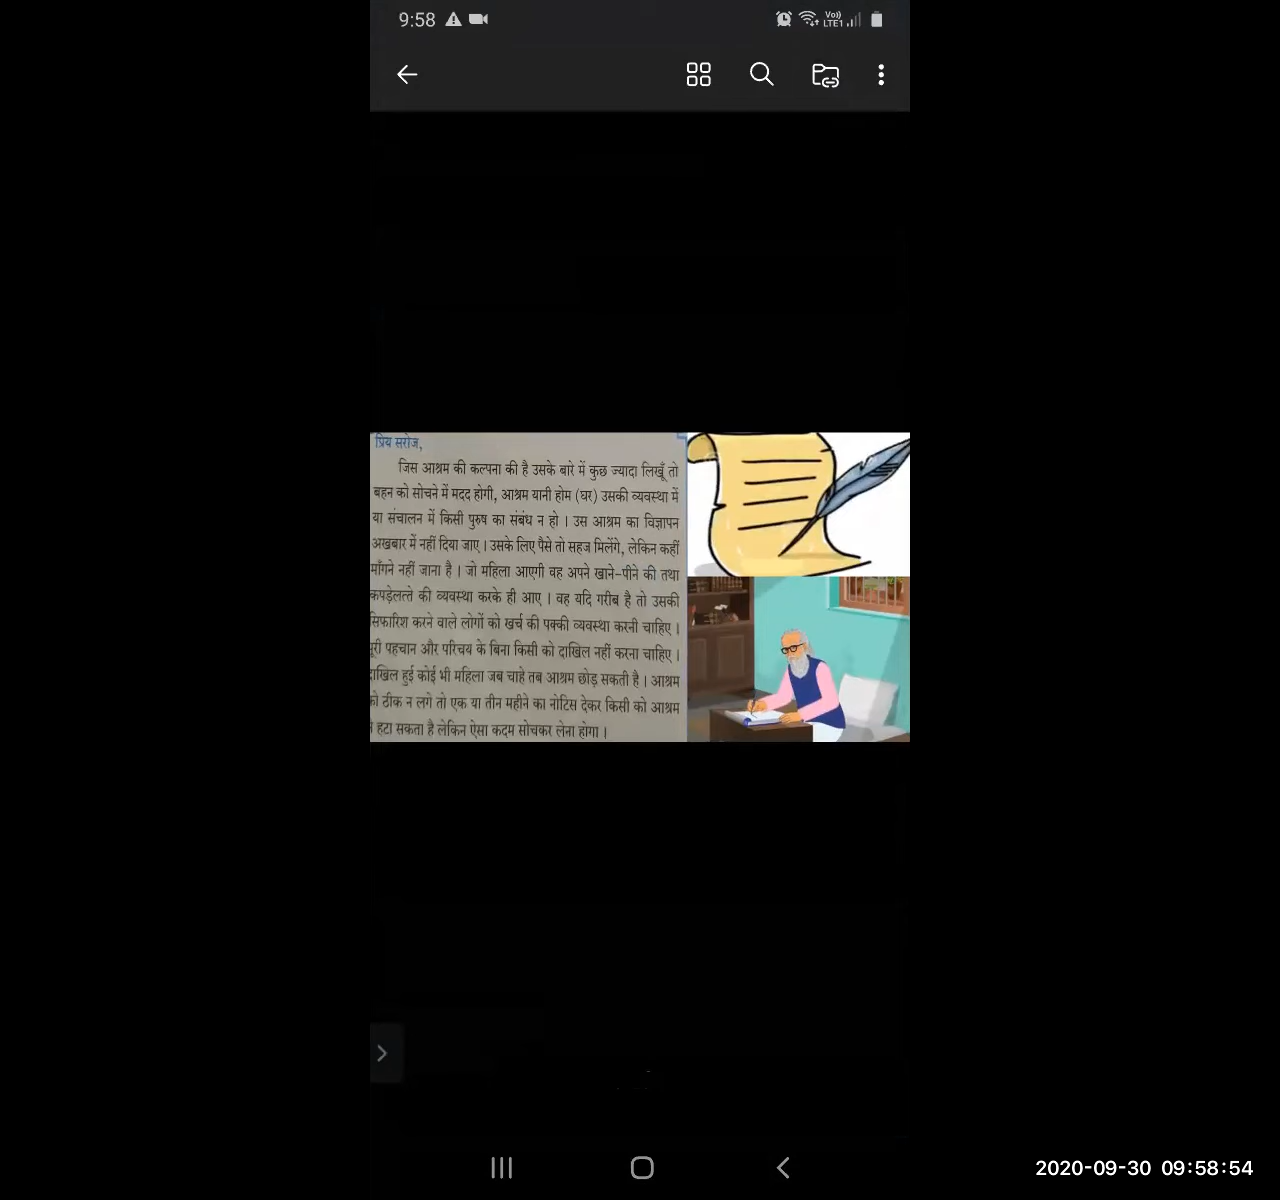 9:58
Vo))
LTE1
प्रिय सरोज,
जिस आश्रम की कल्पना की है उसके बारे में कुछ ज्यादा लिखूँ तो
बहन को सोचने में मदद होगी, आश्रम यानी होम (घर) उसकी व्यवस्था में
या संचालन में किसी पुरुष का संबंध न हो । उस आश्रम का विज्ञापन
अखबार में नहीं दिया जाए । उसके लिए पैसे तो सहज मिलेंगे, लेकिन कहीं
माँगने नहीं जाना है । जो महिला आएगी वह अपने खाने-पीने की तथा
कपड़ेलत्ते की व्यवस्था करके ही आए । वह यदि गरीब है तो उसकी
सिफारिश करने वाले लोगों को खर्च की पक्की व्यवस्था करनी चाहिए ।
पूरी पहचान और परिचय के बिना किसी को दाखिल नहीं करना चाहिए ।
दाखिल हुई कोई भी महिला जब चाहे तब आश्रम छोड़ सकती है । आश्रम
को ठीक न लगे तो एक या तीन महीने का नोटिस देकर किसी को आश्रम
हटा सकता है लेकिन ऐसा कदम सोचकर लेना होगा ।
2020-09-30 09:58:54